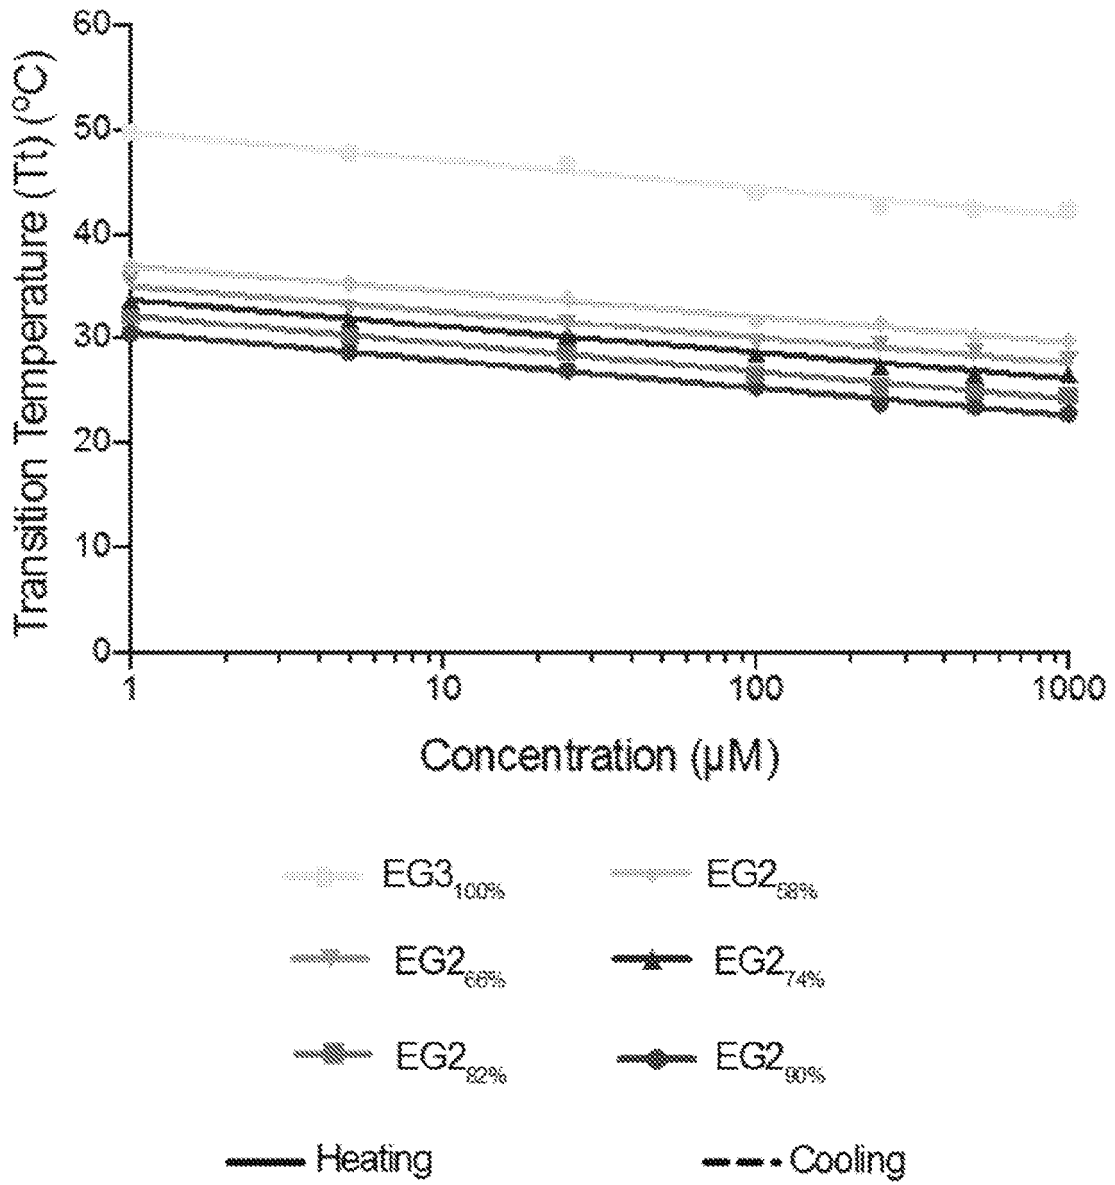 Transition Temperature (Tt) (°C)
60
50
40
30
20
10
0
1 10 100 1000
Concentration (µM)
EG3100% EG258%
EG266% EG274%
EG282% EG290%
Heating Cooling